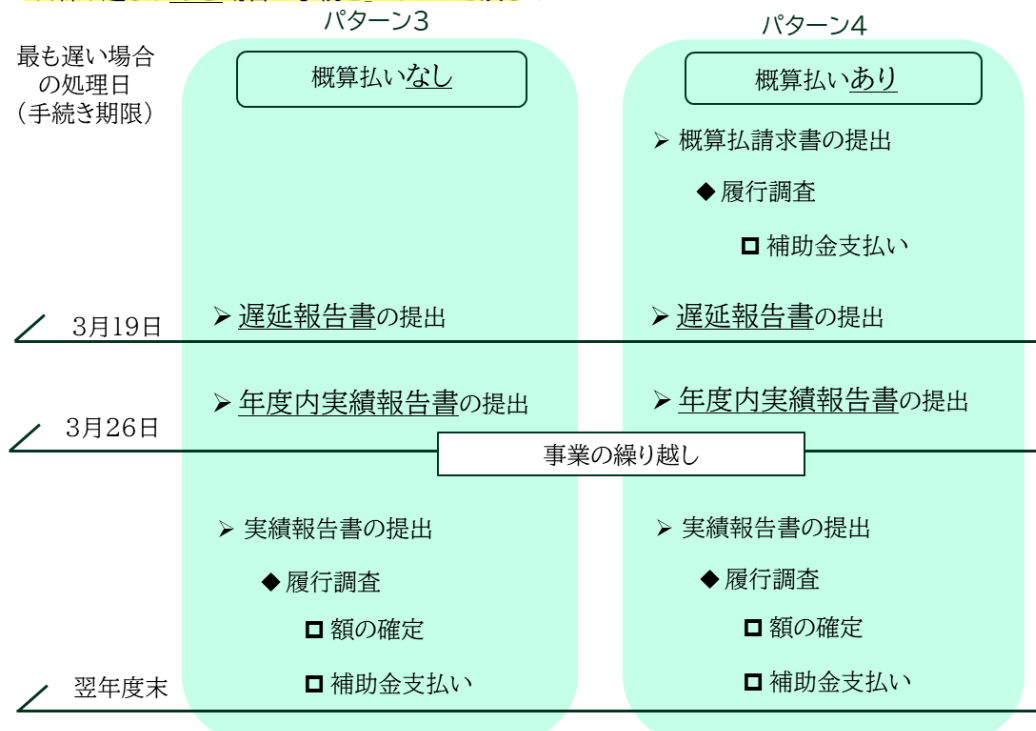 パターン3
パターン4
最も遅い場合
の処理日
（手続き期限）
概算払いなし
概算払いあり
➢ 概算払請求書の提出
◆ 履行調査
補助金支払い
3月19日
➢ 遅延報告書の提出
➢ 遅延報告書の提出
➢ 年度内実績報告書の提出
➢ 年度内実績報告書の提出
3月26日
事業の繰り越し
➢ 実績報告書の提出
➢ 実績報告書の提出
◆ 履行調査
◆ 履行調査
額の確定
額の確定
翌年度末
補助金支払い
補助金支払い